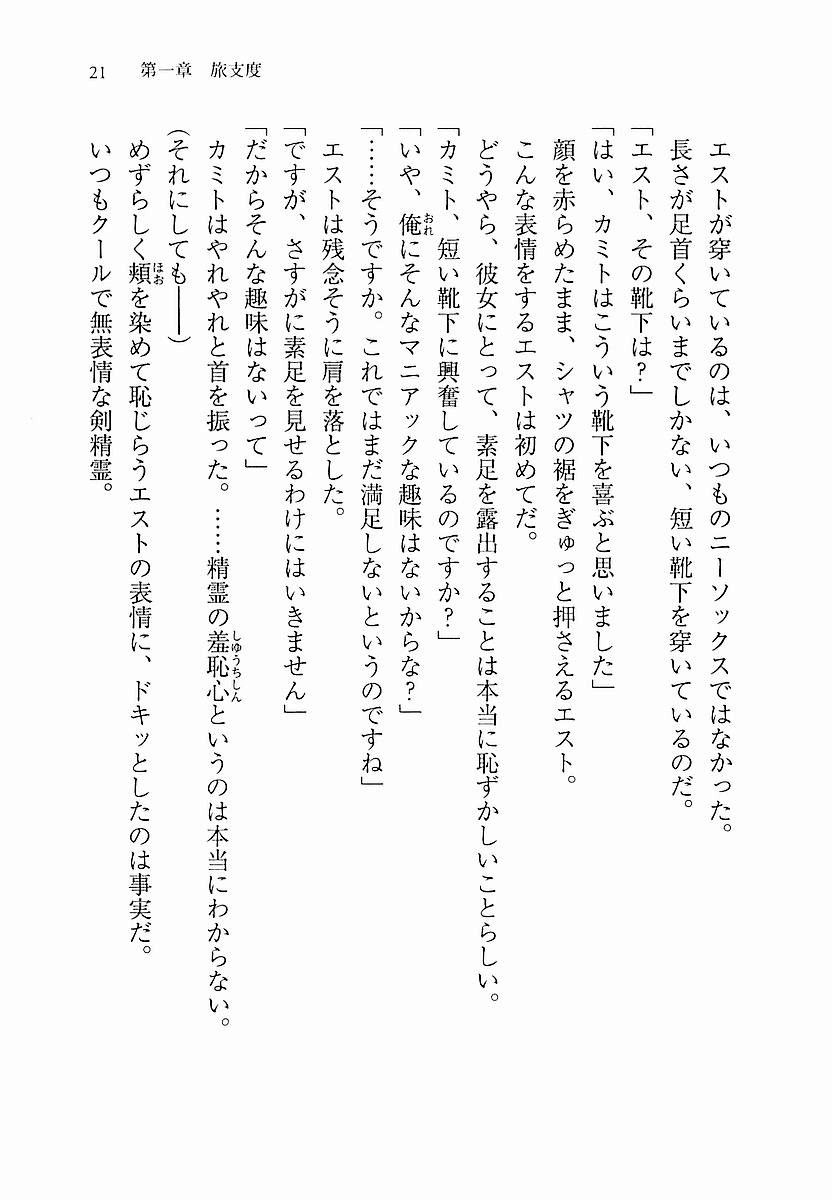 21　第一章　旅支度
エストが穿いているのは、いつものニーソックスではなかった。
長さが足首くらいまでしかない、短い靴下を穿いているのだ。
「エスト、その靴下は？」
「はい、カミトはこういう靴下を喜ぶと思いました」
顔を赤らめたまま、シャツの裾をぎゅっと押さえるエスト。
こんな表情をするエストは初めてだ。
どうやら、彼女にとって、素足を露出することは本当に恥ずかしいことらしい。
「カミト、短い靴下に興奮しているのですか？」
「いや、俺おれにそんなマニアックな趣味はないからな？」
「……そうですか。これではまだ満足しないというのですね」
エストは残念そうに肩を落とした。
「ですが、さすがに素足を見せるわけにはいきません」
「だからそんな趣味はないって」
カミトはやれやれと首を振った。……精霊の羞恥心しゅうちしんというのは本当にわからない。
（それにしても――）
めずらしく頬ほおを染めて恥じらうエストの表情に、ドキッとしたのは事実だ。
いつもクールで無表情な剣精霊。